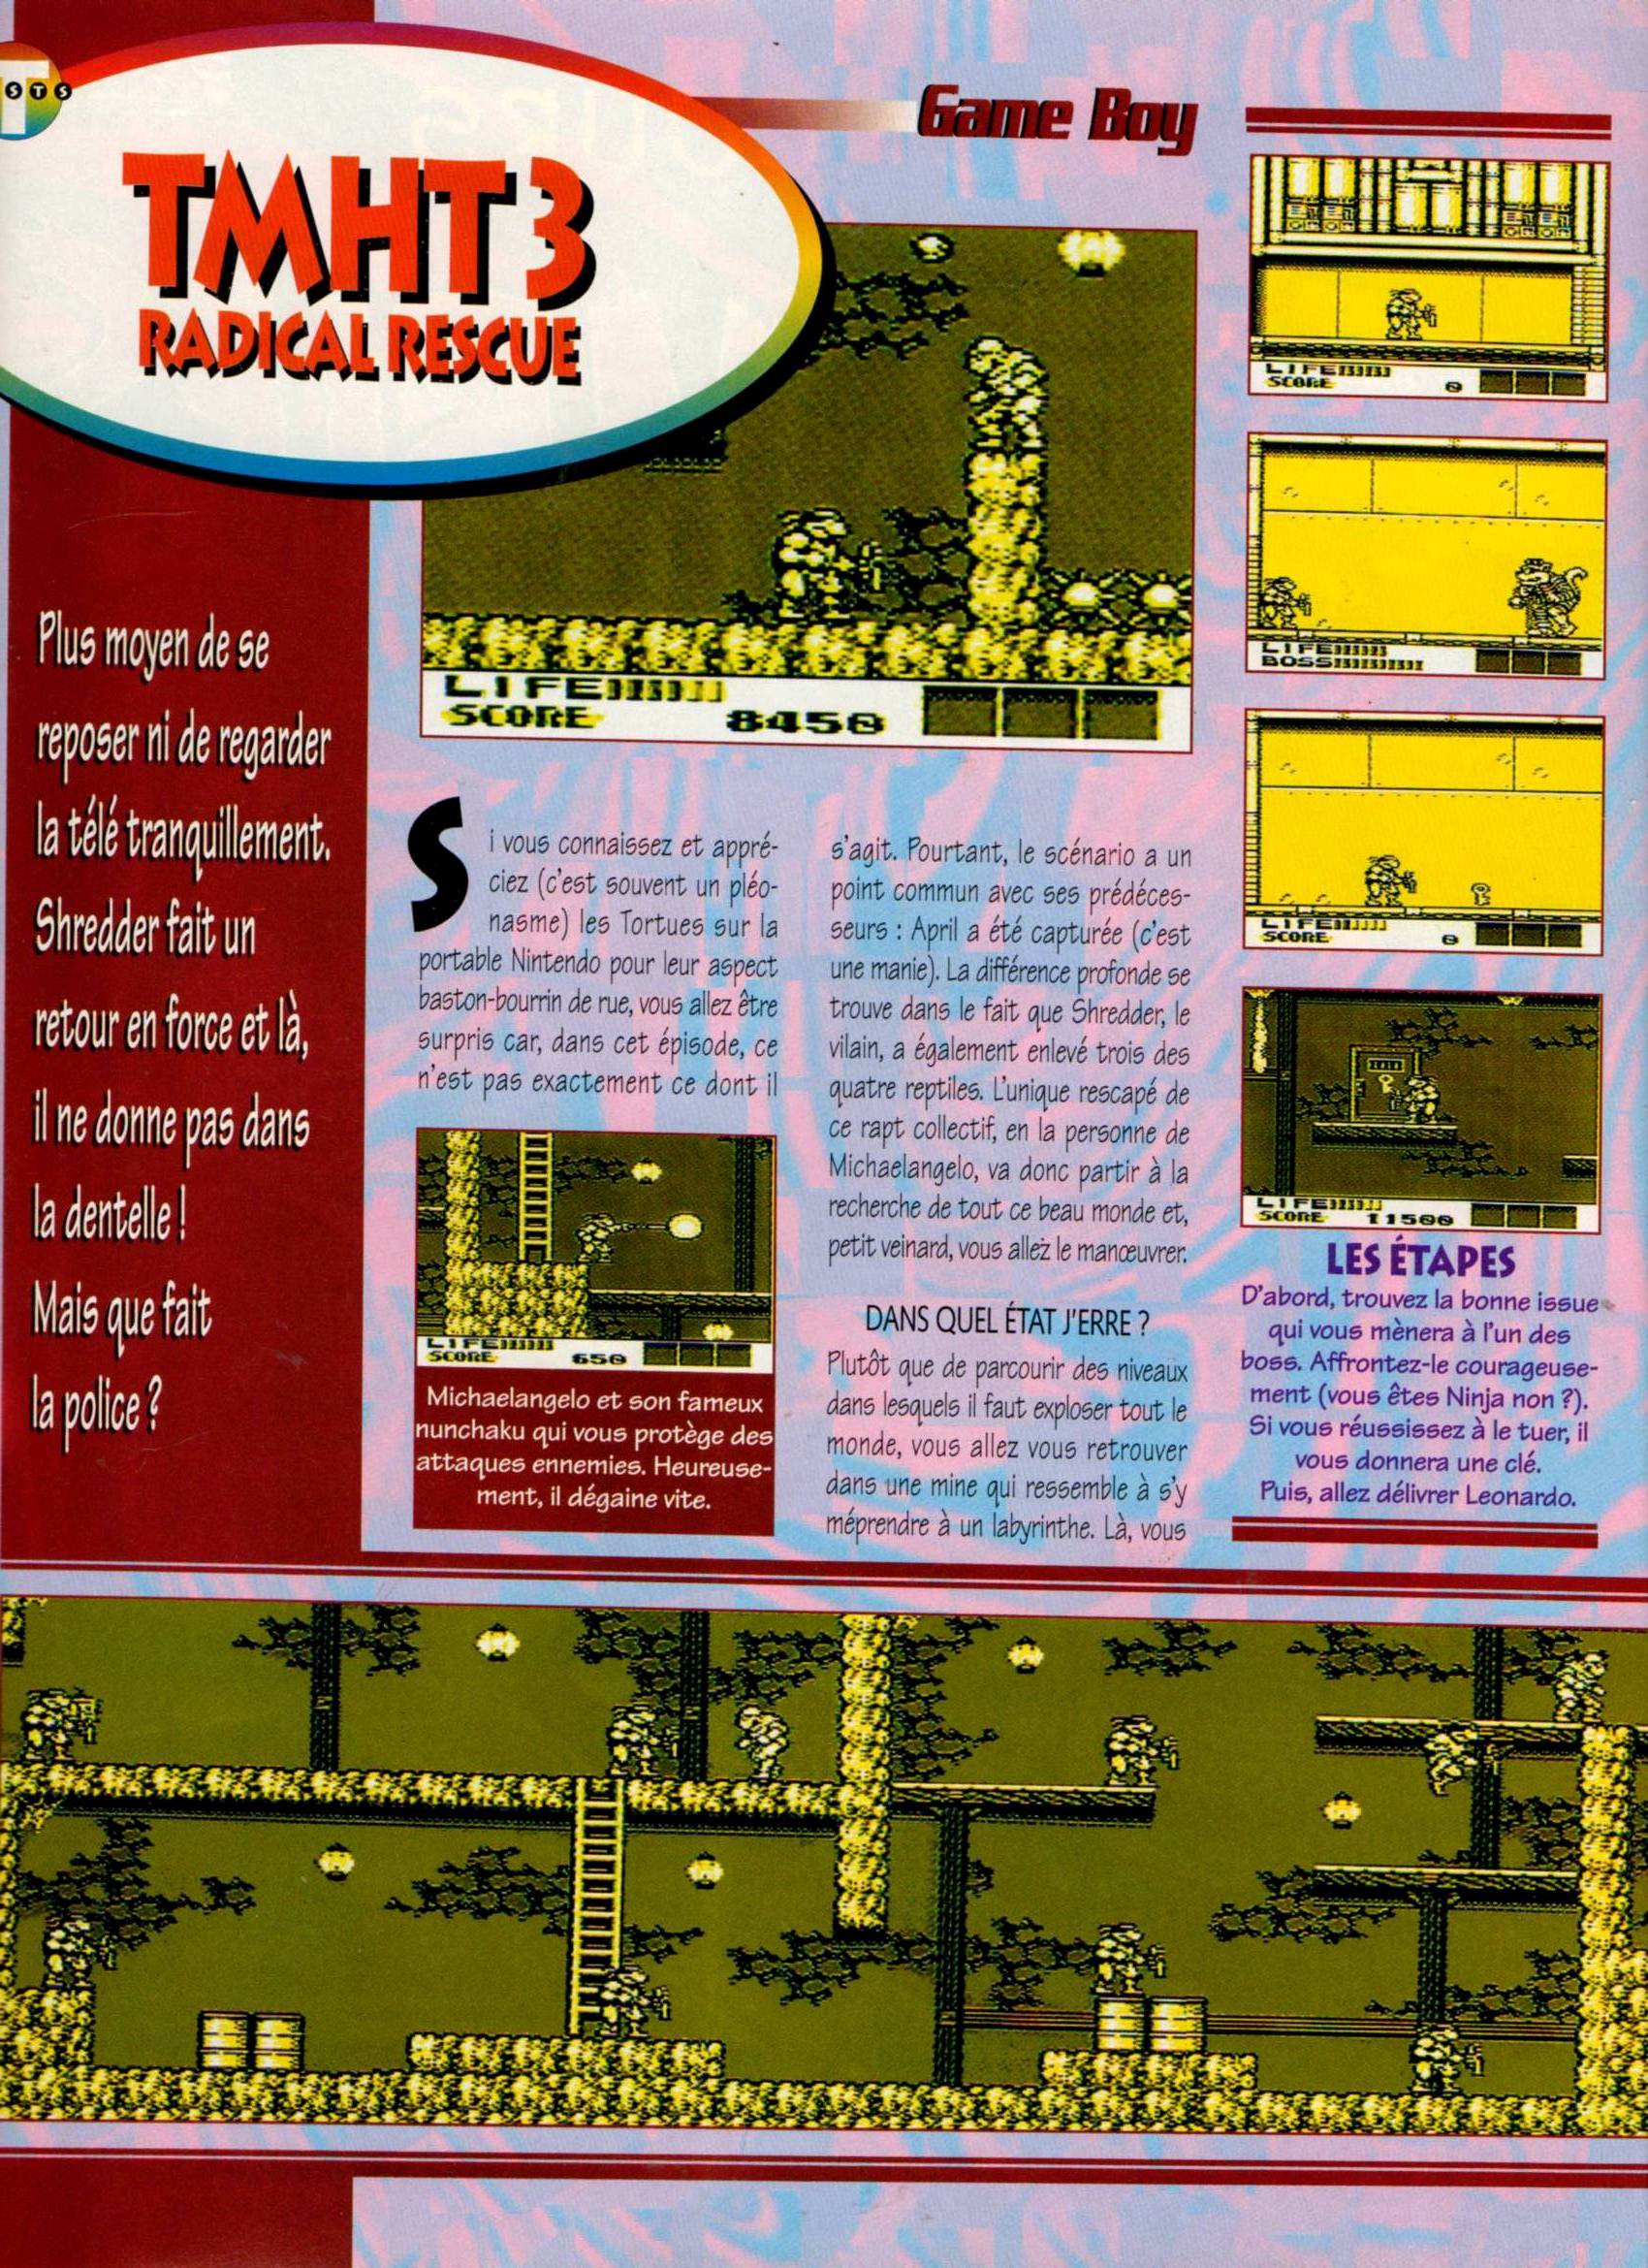 T STS
Game Boy
TMHT 3
RADICAL RESCUE
Plus moyen de se
reposer ni de regarder
la télé tranquillement.
Shredder fait un
retour en force et là,
il ne donne pas dans
la dentelle !
Mais que fait
la police ?
LIFE
SCORE 8450
Si vous connaissez et appré-
ciez (c'est souvent un pléo-
nasme) les Tortues sur la
portable Nintendo pour leur aspect
baston-bourrin de rue, vous allez être
surpris car, dans cet épisode, ce
n'est pas exactement ce dont il
LIFE
SCORE 650
Michaelangelo et son fameux
nunchaku qui vous protège des
attaques ennemies. Heureuse-
ment, il dégaine vite.
s'agit. Pourtant, le scénario a un
point commun avec ses prédéces-
seurs : April a été capturée (c'est
une manie). La différence profonde se
trouve dans le fait que Shredder, le
vilain, a également enlevé trois des
quatre reptiles. L'unique rescapé de
ce rapt collectif, en la personne de
Michaelangelo, va donc partir à la
recherche de tout ce beau monde et,
petit veinard, vous allez le manœuvrer.
DANS QUEL ÉTAT J'ERRE ?
Plutôt que de parcourir des niveaux
dans lesquels il faut exploser tout le
monde, vous allez vous retrouver
dans une mine qui ressemble à s'y
méprendre à un labyrinthe. Là, vous
LIFE
SCORE 0
LIFE
BOSS
LIFE
SCORE 0
LIFE
SCORE 11500
LES ÉTAPES
D'abord, trouvez la bonne issue
qui vous mènera à l'un des
boss. Affrontez-le courageuse-
ment (vous êtes Ninja non ?).
Si vous réussissez à le tuer, il
vous donnera une clé.
Puis, allez délivrer Leonardo.